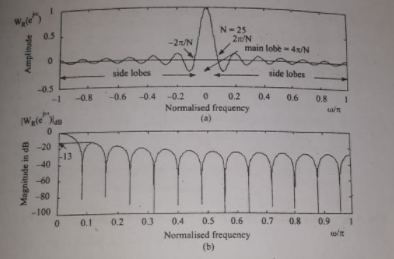 W_R(e^jω)
Amplitude
1
0.5
0
-0.5
N = 25
-2π/N
2π/N
main lobe = 4π/N
side lobes
side lobes
-1 -0.8 -0.6 -0.4 -0.2 0 0.2 0.4 0.6 0.8 1
Normalised frequency
ω/π
(a)
|W_R(e^jω)|dB
Magnitude in dB
0
-13
-20
-40
-60
-80
-100
0 0.1 0.2 0.3 0.4 0.5 0.6 0.7 0.8 0.9 1
Normalised frequency
ω/π
(b)